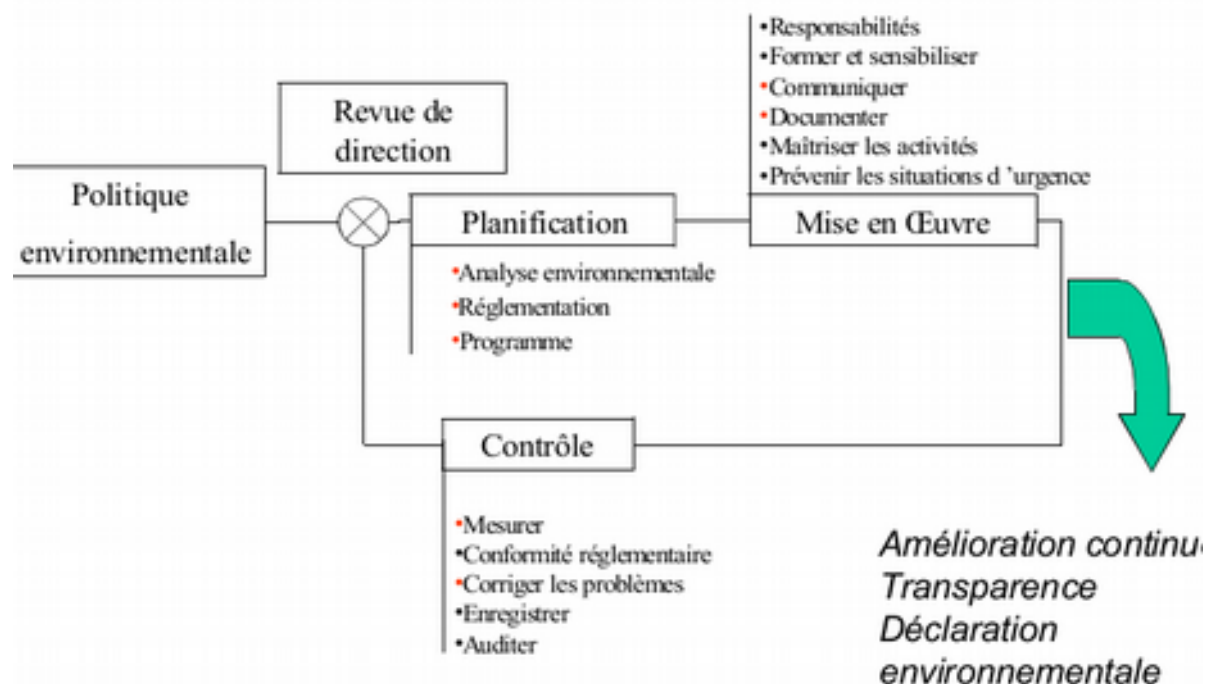 •Responsabilités
•Former et sensibiliser
•Communiquer
•Documenter
•Maîtriser les activités
•Prévenir les situations d ’urgence
Revue de
direction
Politique
environnementale
Planification
Mise en Œuvre
•Analyse environnementale
•Réglementation
•Programme
Contrôle
•Mesurer
•Conformité réglementaire
•Corriger les problèmes
•Enregistrer
•Auditer
Amélioration continu
Transparence
Déclaration
environnementale